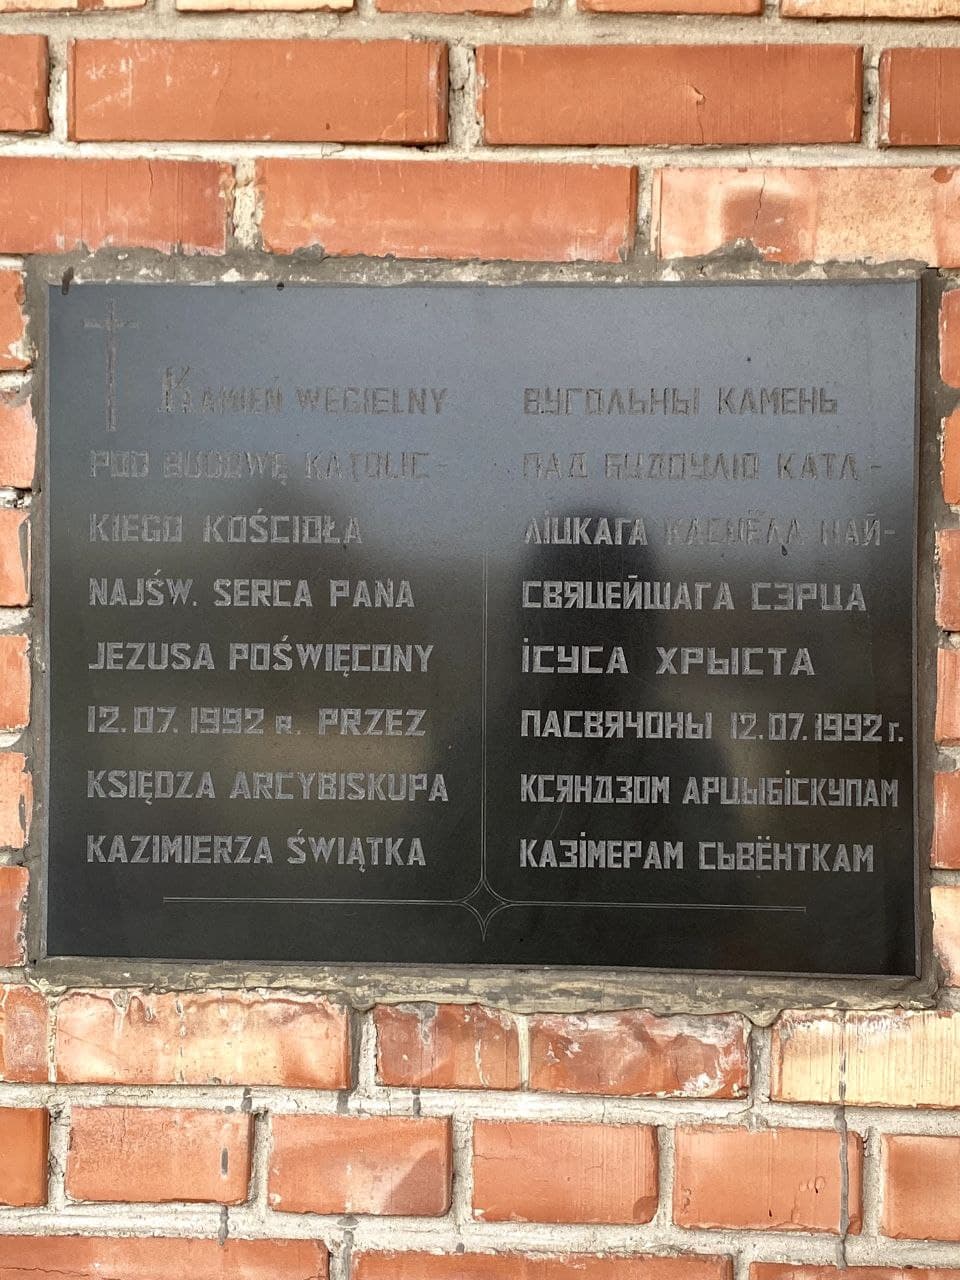 KAMIEŃ WĘGIELNY
POD BUDOWĘ KATOLIC-
KIEGO KOŚCIOŁA
NAJŚW. SERCA PANA
JEZUSA POŚWIĘCONY
12.07.1992 R. PRZEZ
KSIĘDZA ARCYBISKUPA
KAZIMIERZA ŚWIĄTKA
ВУГОЛЬНЫ КАМЕНЬ
ПАД БУДОУЛЮ КАТА-
ЛІЦКАГА КАСЦЁЛА НАЙ-
СВЯЦЕЙШАГА СЭРЦА
ІСУСА ХРЫСТА
ПАСВЯЧОНЫ 12.07.1992 г.
КСЯНДЗОМ АРЦЫБІСКУПАМ
КАЗІМЕРАМ СЬВЁНТКАМ